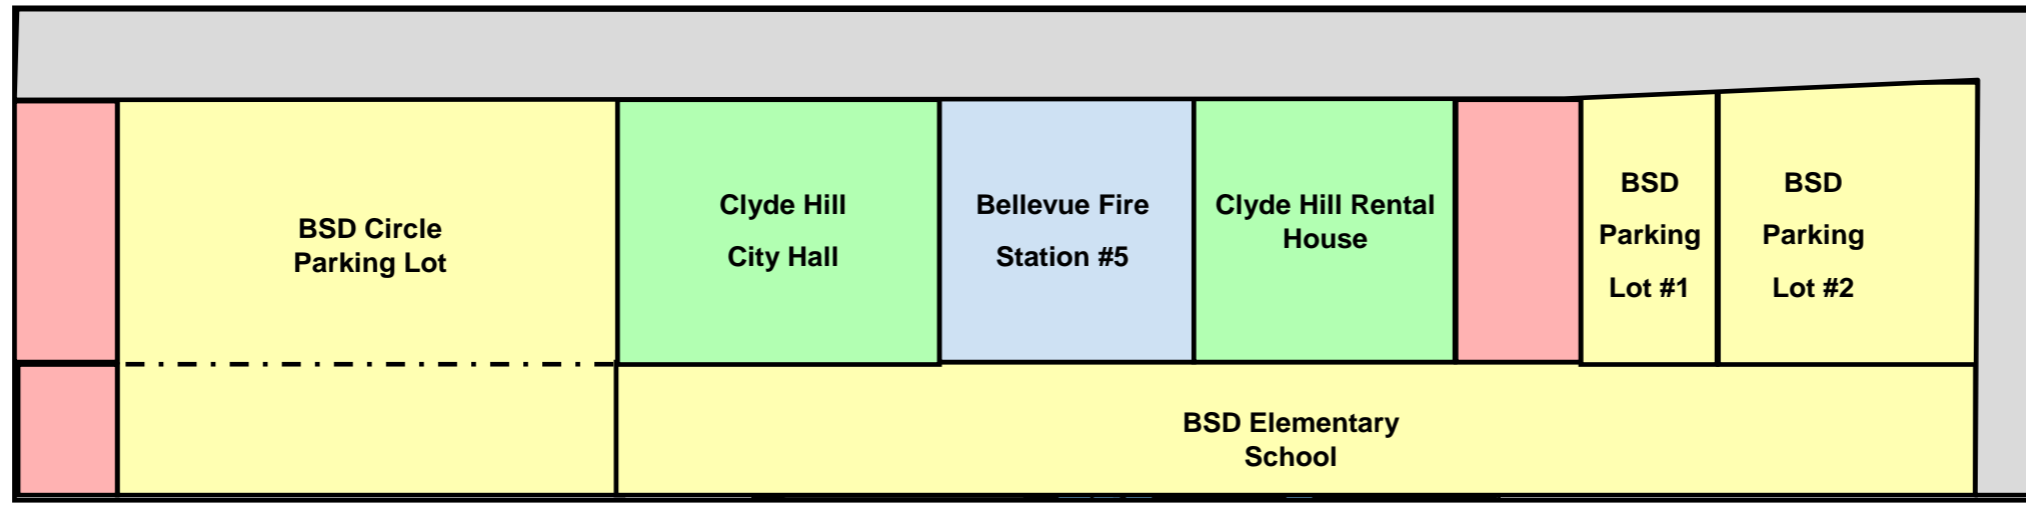 BSD Circle
Parking Lot
Clyde Hill
City Hall
Bellevue Fire
Station #5
Clyde Hill Rental
House
BSD
Parking
Lot #1
BSD
Parking
Lot #2
BSD Elementary
School